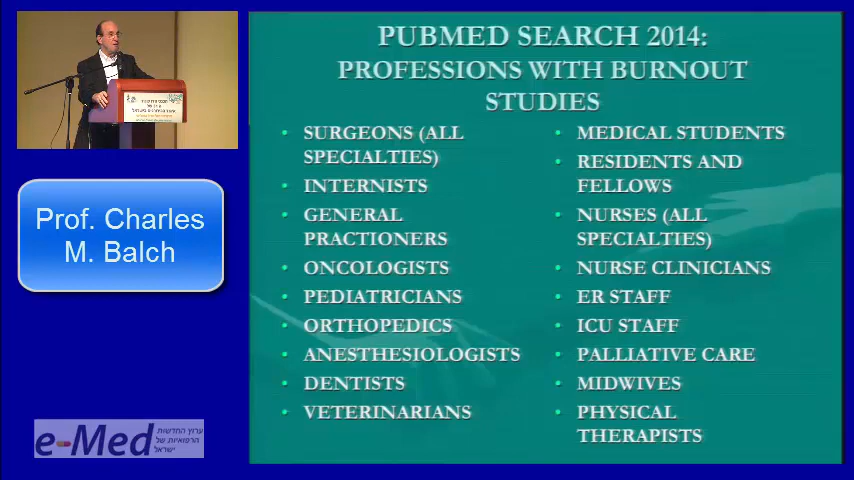 PUBMED SEARCH 2014:
PROFESSIONS WITH BURNOUT
STUDIES
• SURGEONS (ALL
SPECIALTIES)
• INTERNISTS
• GENERAL
PRACTIONERS
• ONCOLOGISTS
• PEDIATRICIANS
• ORTHOPEDICS
• ANESTHESIOLOGISTS
• DENTISTS
• VETERINARIANS
• MEDICAL STUDENTS
• RESIDENTS AND
FELLOWS
• NURSES (ALL
SPECIALTIES)
• NURSE CLINICIANS
• ER STAFF
• ICU STAFF
• PALLIATIVE CARE
• MIDWIVES
• PHYSICAL
THERAPISTS
Prof. Charles
M. Balch
e-Med
ערוץ החדשות
הרפואיות של
ישראל